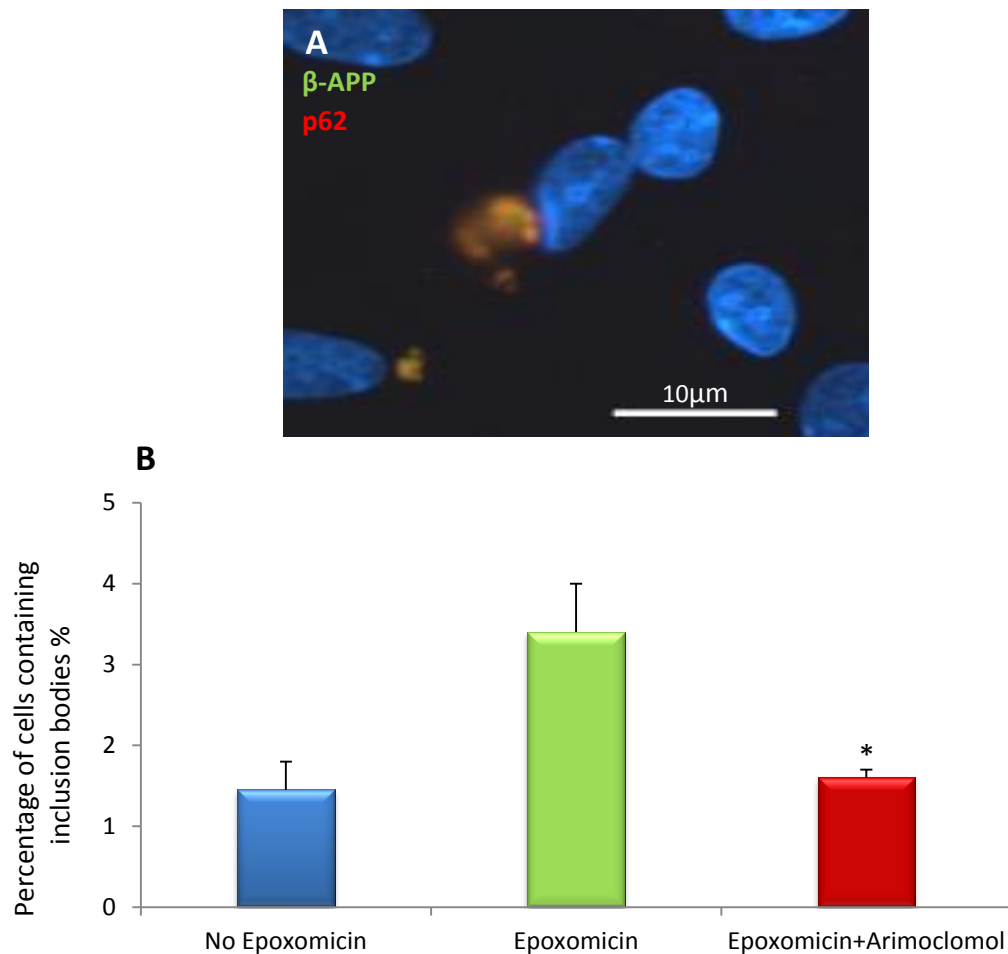 A
β-APP
p62
10μm
B
5
4
3
2
1
0
Percentage of cells containing
inclusion bodies %
*
No Epoxomicin
Epoxomicin
Epoxomicin+Arimoclomol